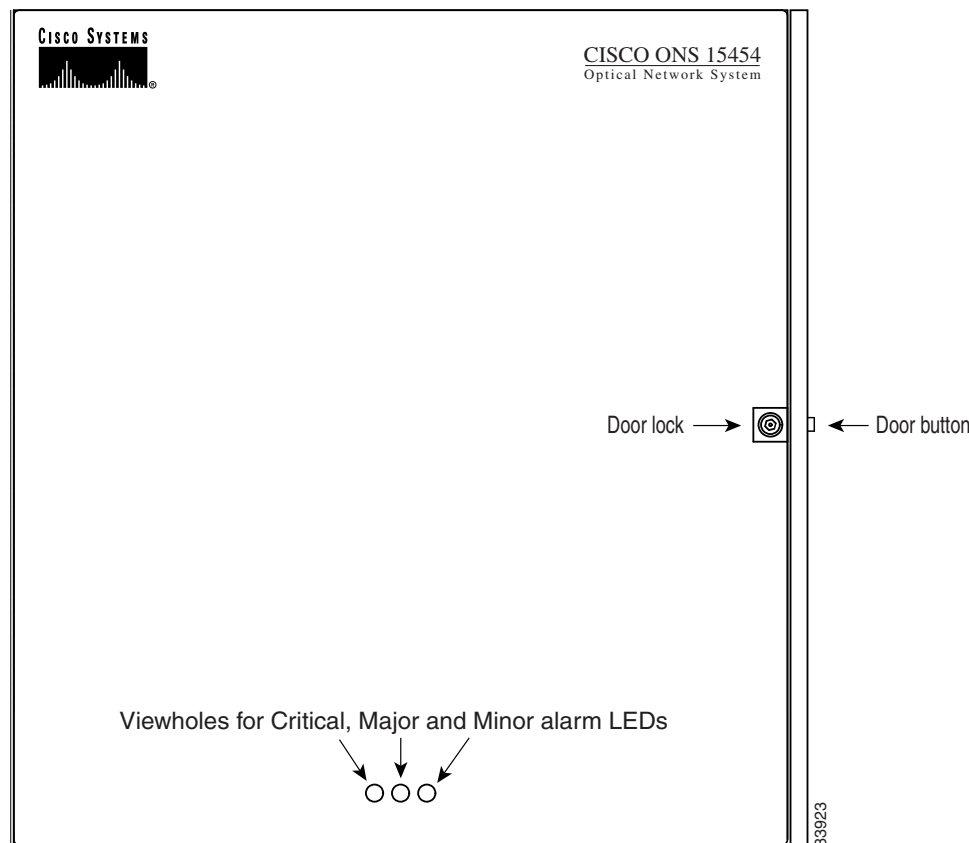 CISCO SYSTEMS
®
CISCO ONS 15454
Optical Network System
Door lock
Door button
Viewholes for Critical, Major and Minor alarm LEDs
33923